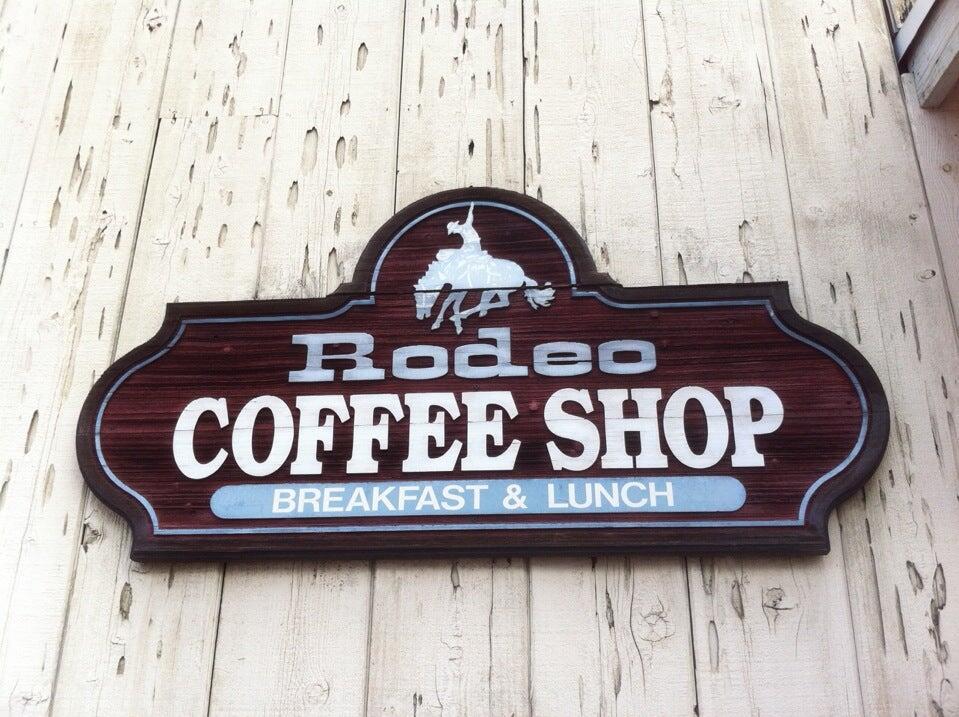 Rodeo
COFFEE SHOP
BREAKFAST & LUNCH